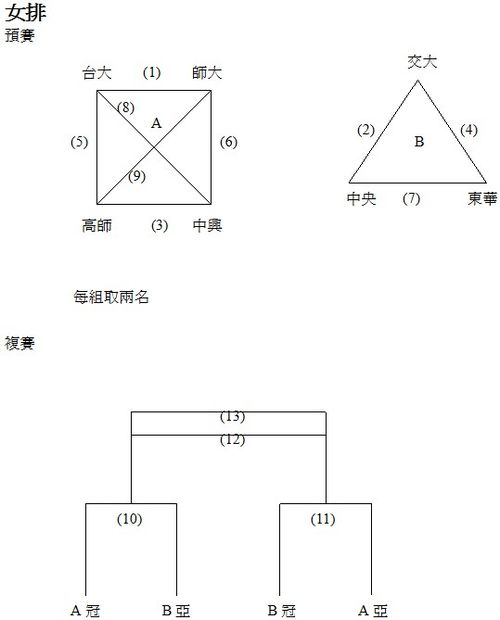 女排
預賽
交大
台大 (1) 師大
(8)
A
(2) (4)
(5) (6) B
(9)
中央 (7) 東華
高師 (3) 中興
每組取兩名
複賽
(13)
(12)
(10) (11)
A 冠 B 亞 B 冠 A 亞